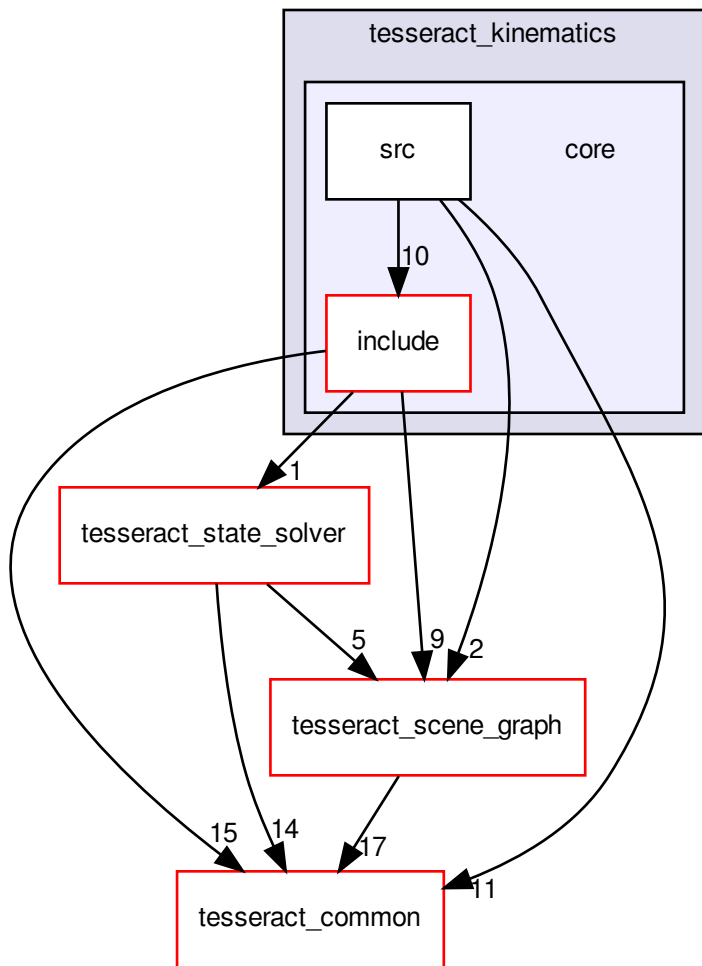 tesseract_kinematics
src
core
10
include
1
tesseract_state_solver
5
9
2
tesseract_scene_graph
15
14
17
11
tesseract_common